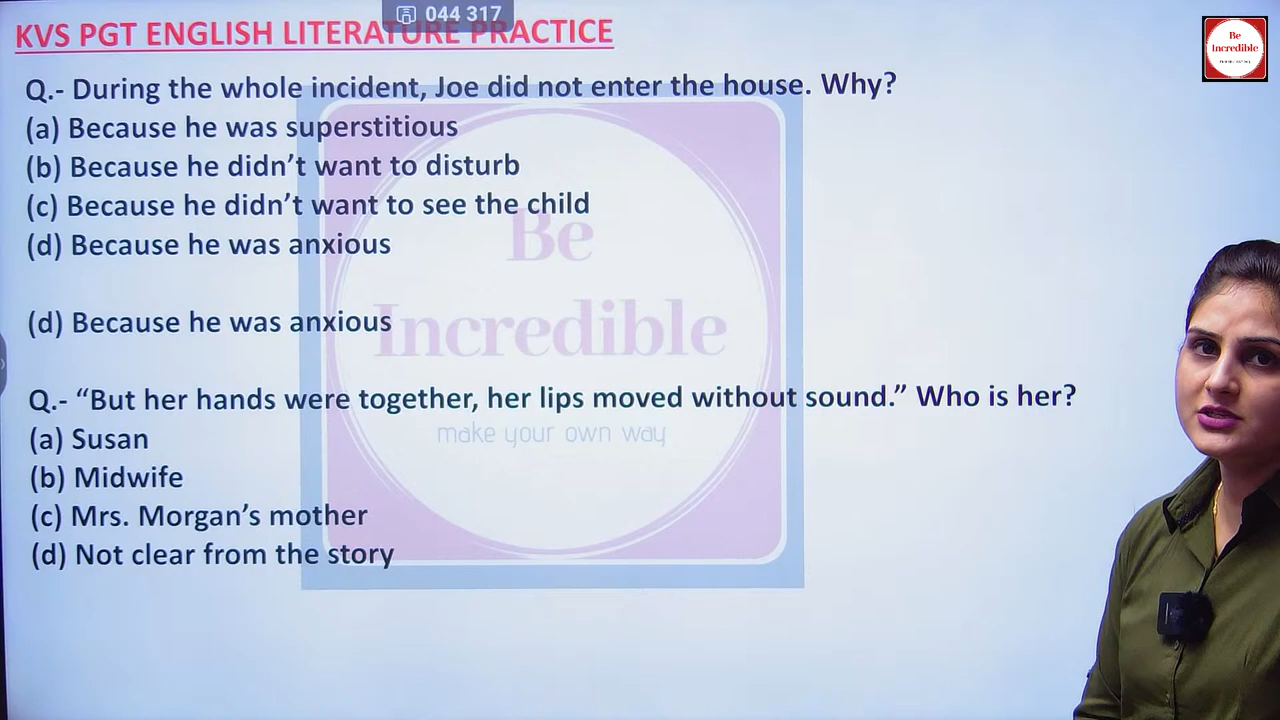 044 317
KVS PGT ENGLISH LITERATURE PRACTICE
Be
Incredible
Q.- During the whole incident, Joe did not enter the house. Why?
(a) Because he was superstitious
(b) Because he didn’t want to disturb
(c) Because he didn’t want to see the child
(d) Because he was anxious
Be
Incredible
(d) Because he was anxious
Q.- “But her hands were together, her lips moved without sound.” Who is her?
make your own way
(a) Susan
(b) Midwife
(c) Mrs. Morgan’s mother
(d) Not clear from the story